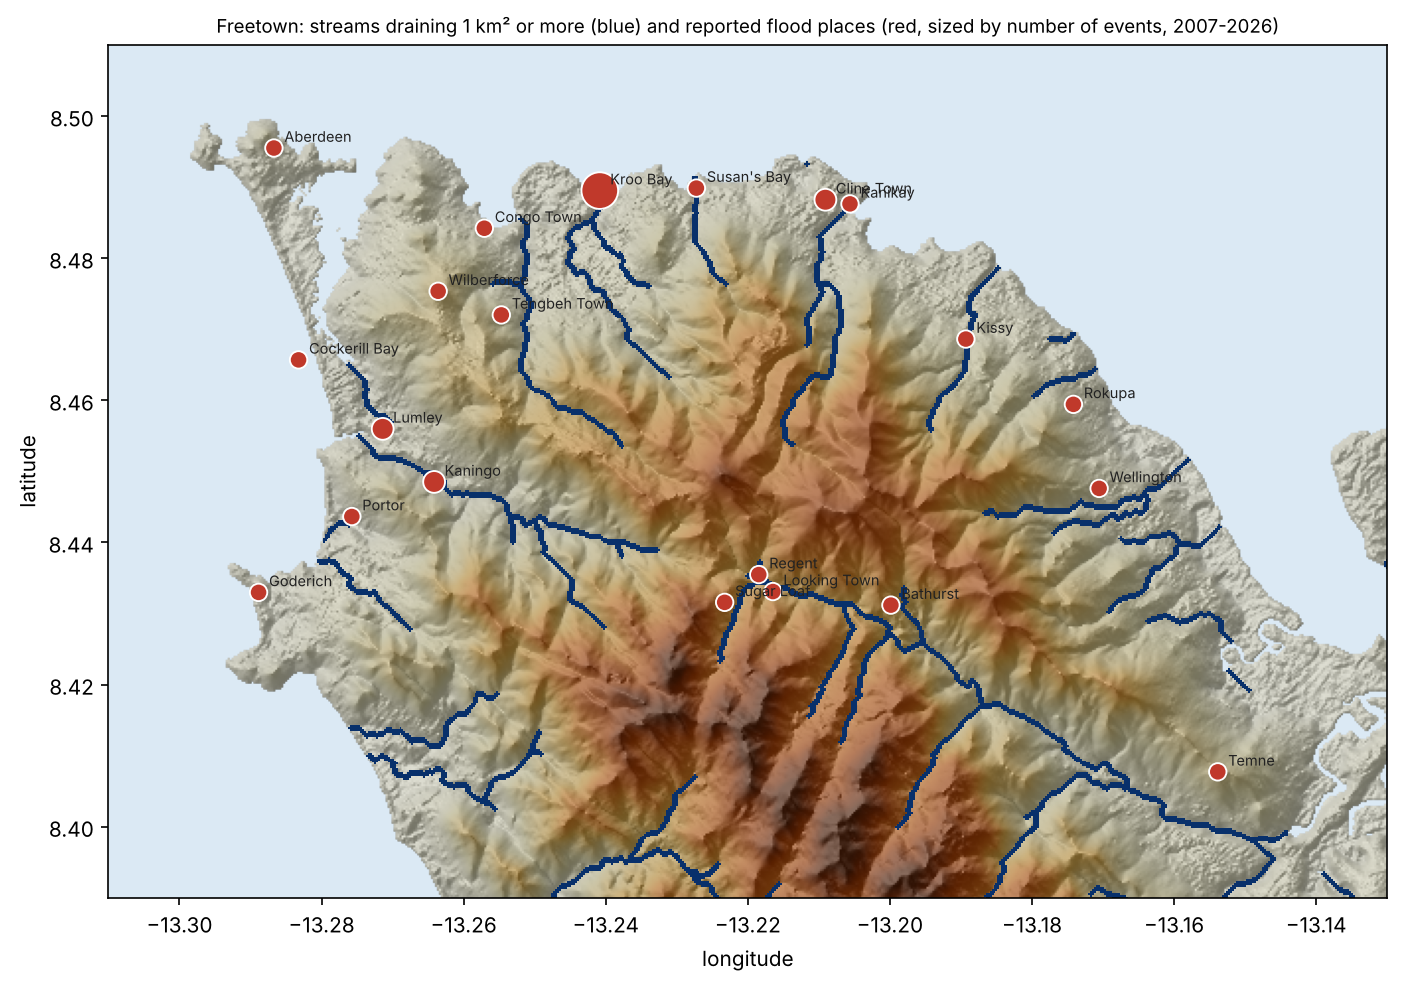 Freetown: streams draining 1 km² or more (blue) and reported flood places (red, sized by number of events, 2007-2026)
8.50
8.48
8.46
8.44
8.42
8.40
latitude
Aberdeen
Kroo Bay
Susan's Bay
Cline Town
Kanikay
Congo Town
Wilberforce
Tengbeh Town
Kissy
Cockerill Bay
Rokupa
Lumley
Kaningo
Wellington
Portor
Regent
Looking Town
Goderich
Sugar Loaf
Bathurst
Temne
−13.30
−13.28
−13.26
−13.24
−13.22
−13.20
−13.18
−13.16
−13.14
longitude